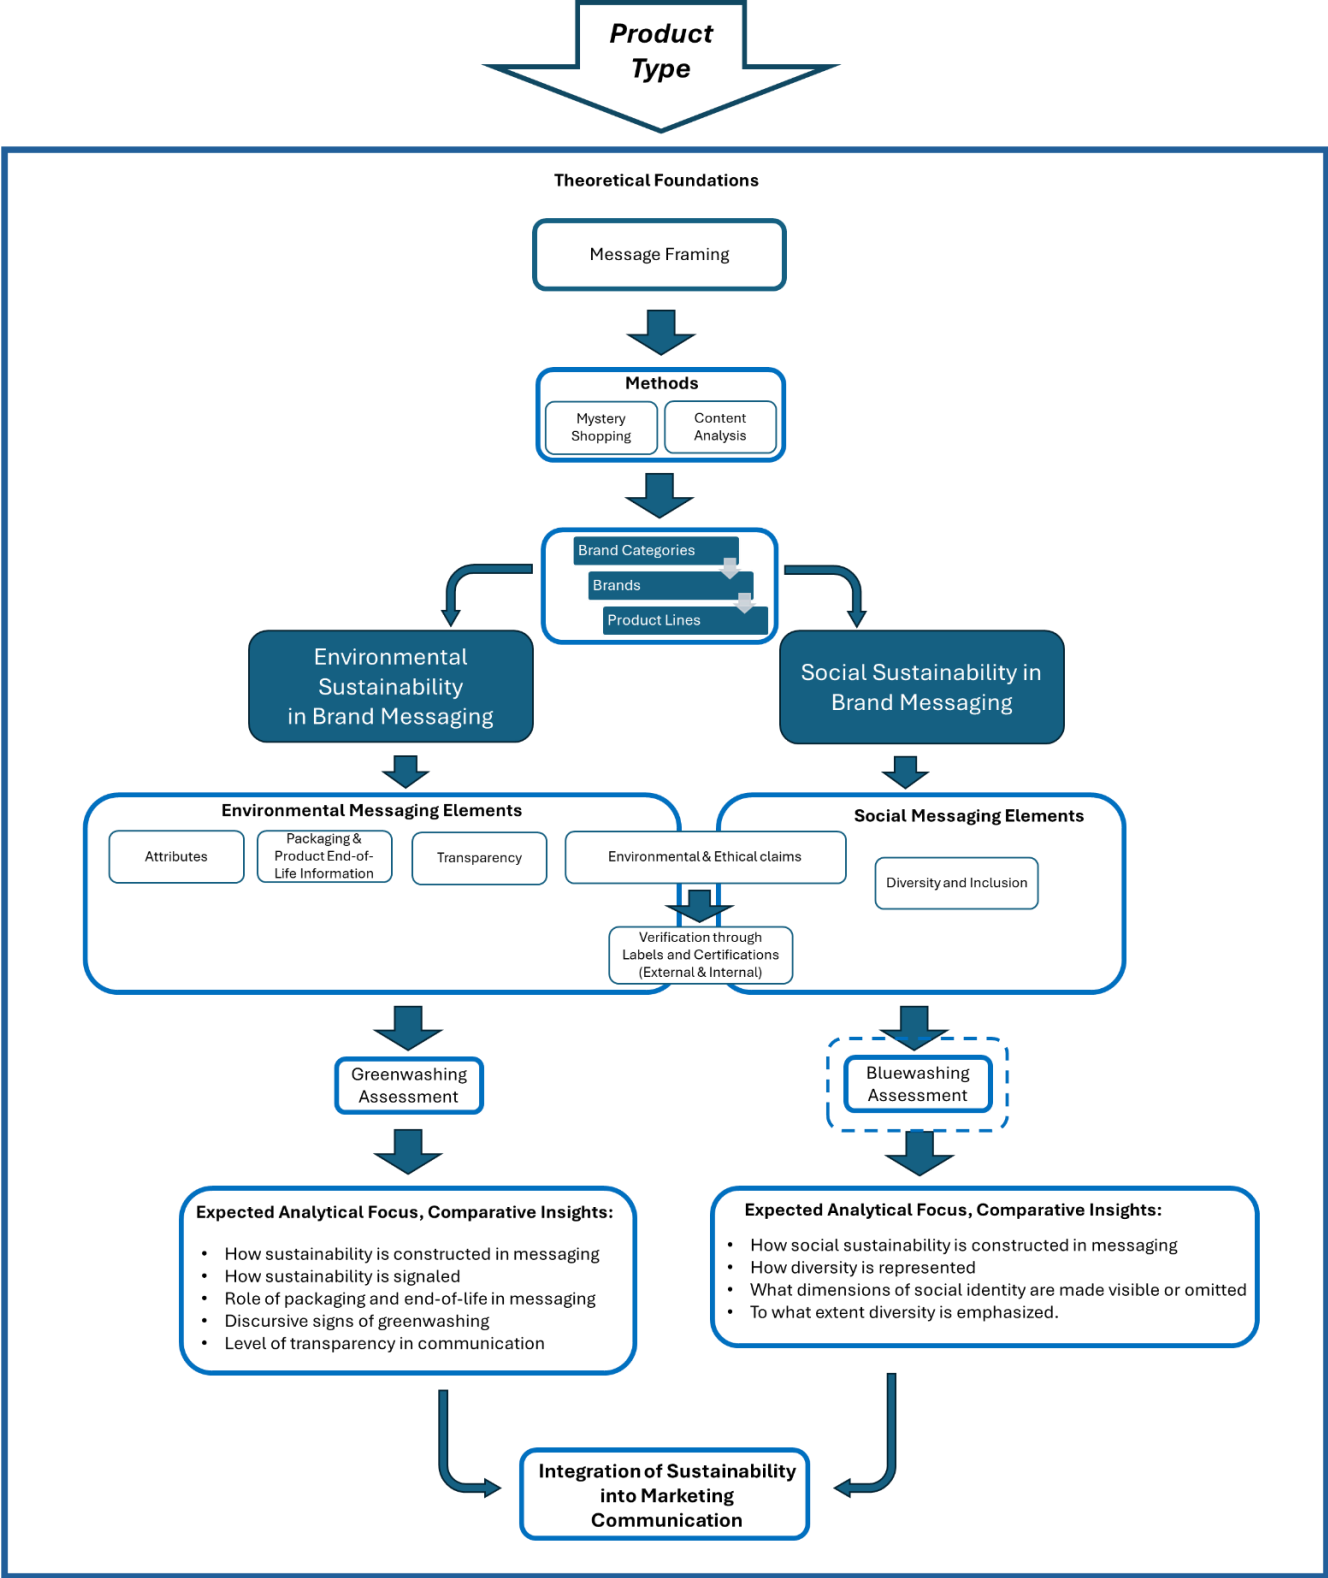 Product
Type
Theoretical Foundations
Message Framing
Methods
Mystery
Shopping
Content
Analysis
Brand Categories
Brands
Product Lines
Environmental
Sustainability
in Brand Messaging
Social Sustainability in
Brand Messaging
Environmental Messaging Elements
Attributes
Packaging &
Product End-of-
Life Information
Transparency
Environmental & Ethical claims
Social Messaging Elements
Diversity and Inclusion
Verification through
Labels and Certifications
(External & Internal)
Greenwashing
Assessment
Bluewashing
Assessment
Expected Analytical Focus, Comparative Insights:
• How sustainability is constructed in messaging
• How sustainability is signaled
• Role of packaging and end-of-life in messaging
• Discursive signs of greenwashing
• Level of transparency in communication
Expected Analytical Focus, Comparative Insights:
• How social sustainability is constructed in messaging
• How diversity is represented
• What dimensions of social identity are made visible or omitted
• To what extent diversity is emphasized.
Integration of Sustainability
into Marketing
Communication